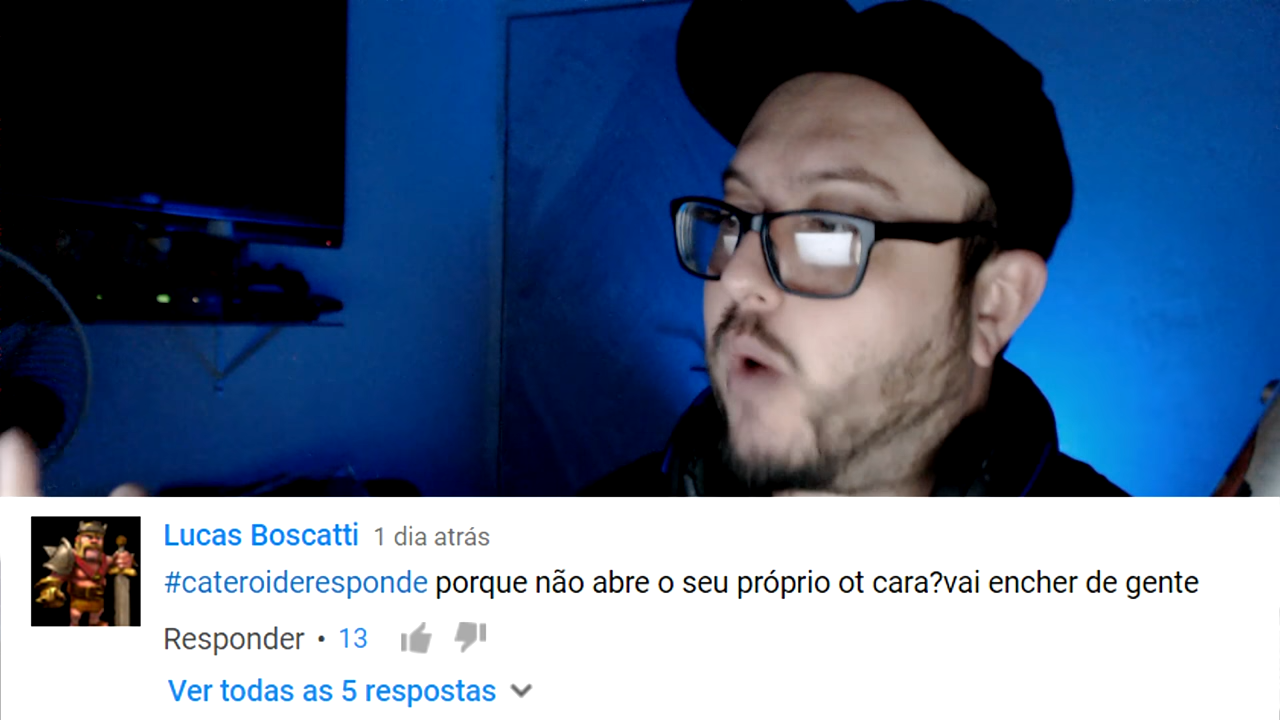 Lucas Boscatti 1 dia atrás
#cateroideresponde porque não abre o seu próprio ot cara?vai encher de gente
Responder • 13
Ver todas as 5 respostas